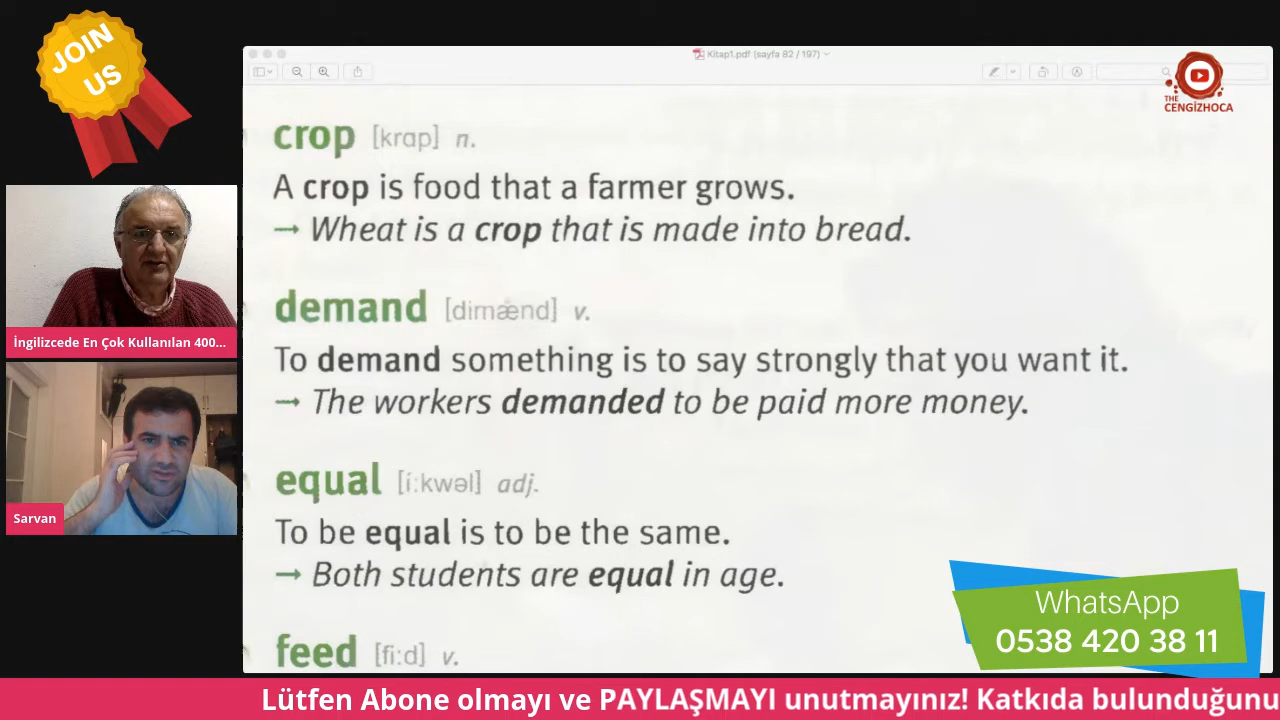 JOIN
US
Kitap1.pdf (sayfa 82 / 197)
THE
CENGİZHOCA
crop [krɑp] n.
A crop is food that a farmer grows.
→ Wheat is a crop that is made into bread.
demand [dimǽnd] v.
To demand something is to say strongly that you want it.
→ The workers demanded to be paid more money.
equal [íːkwəl] adj.
To be equal is to be the same.
→ Both students are equal in age.
feed [fiːd] v.
İngilizcede En Çok Kullanılan 400...
Sarvan
WhatsApp
0538 420 38 11
Lütfen Abone olmayı ve PAYLAŞMAYI unutmayınız! Katkıda bulunduğunu